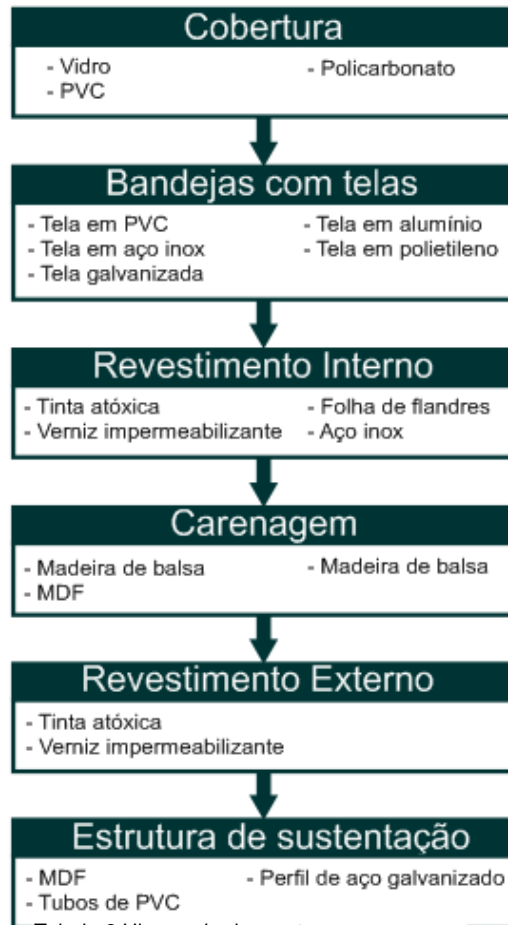 Cobertura
- Vidro
- PVC
- Policarbonato
Bandejas com telas
- Tela em PVC
- Tela em aço inox
- Tela galvanizada
- Tela em alumínio
- Tela em polietileno
Revestimento Interno
- Tinta atóxica
- Verniz impermeabilizante
- Folha de flandres
- Aço inox
Carenagem
- Madeira de balsa
- MDF
- Madeira de balsa
Revestimento Externo
- Tinta atóxica
- Verniz impermeabilizante
Estrutura de sustentação
- MDF
- Tubos de PVC
- Perfil de aço galvanizado